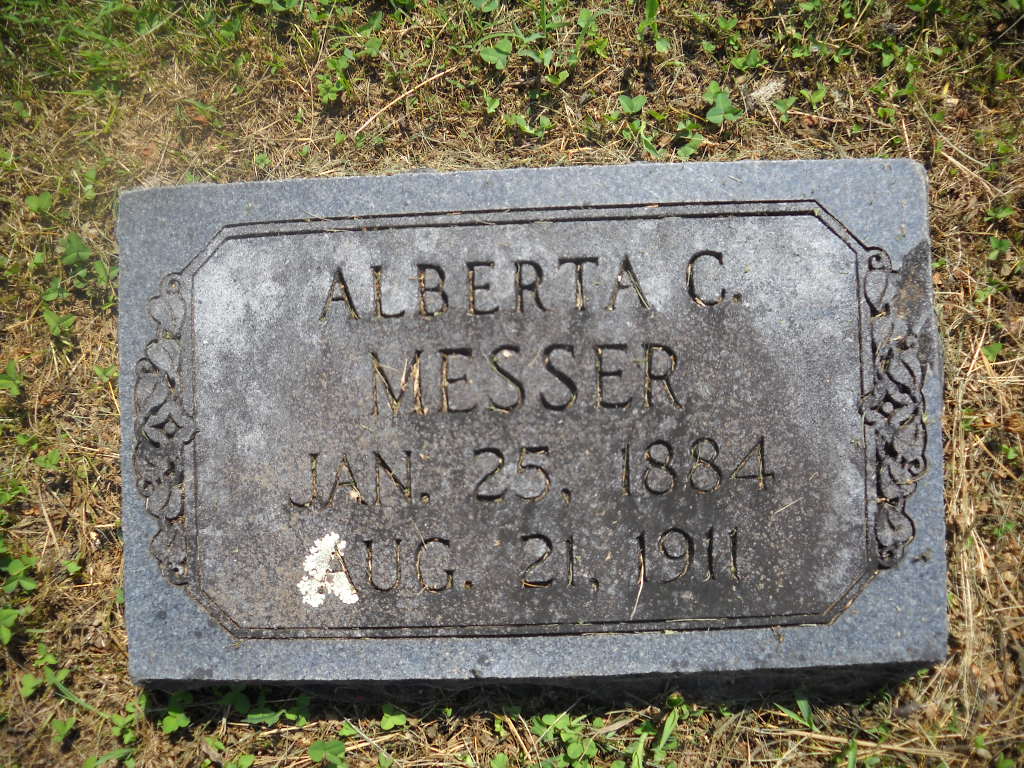 ALBERTA C.
MESSER
JAN. 25, 1884
AUG. 21, 1911